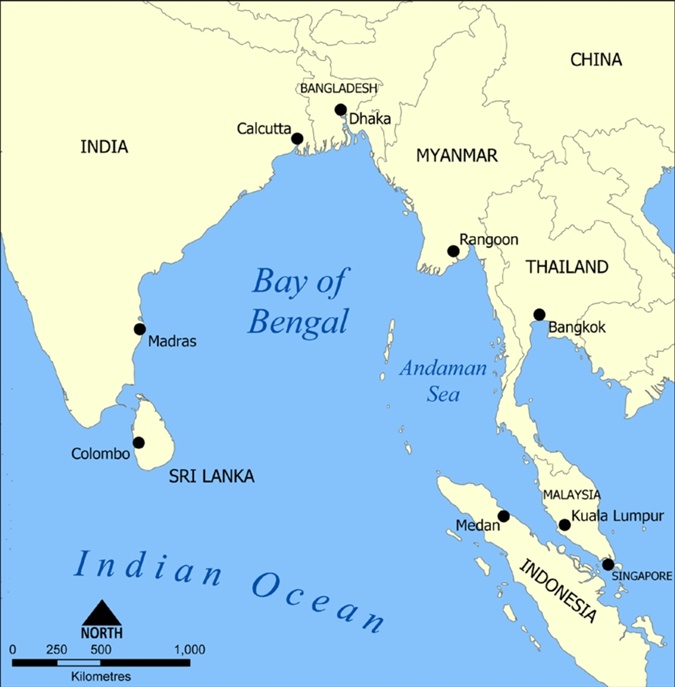 CHINA
BANGLADESH
Dhaka
Calcutta
INDIA
MYANMAR
Rangoon
THAILAND
Bay of
Bengal
Bangkok
Madras
Andaman
Sea
Colombo
SRI LANKA
MALAYSIA
Kuala Lumpur
Medan
SINGAPORE
INDONESIA
Indian Ocean
NORTH
0 250 500 1,000
Kilometres